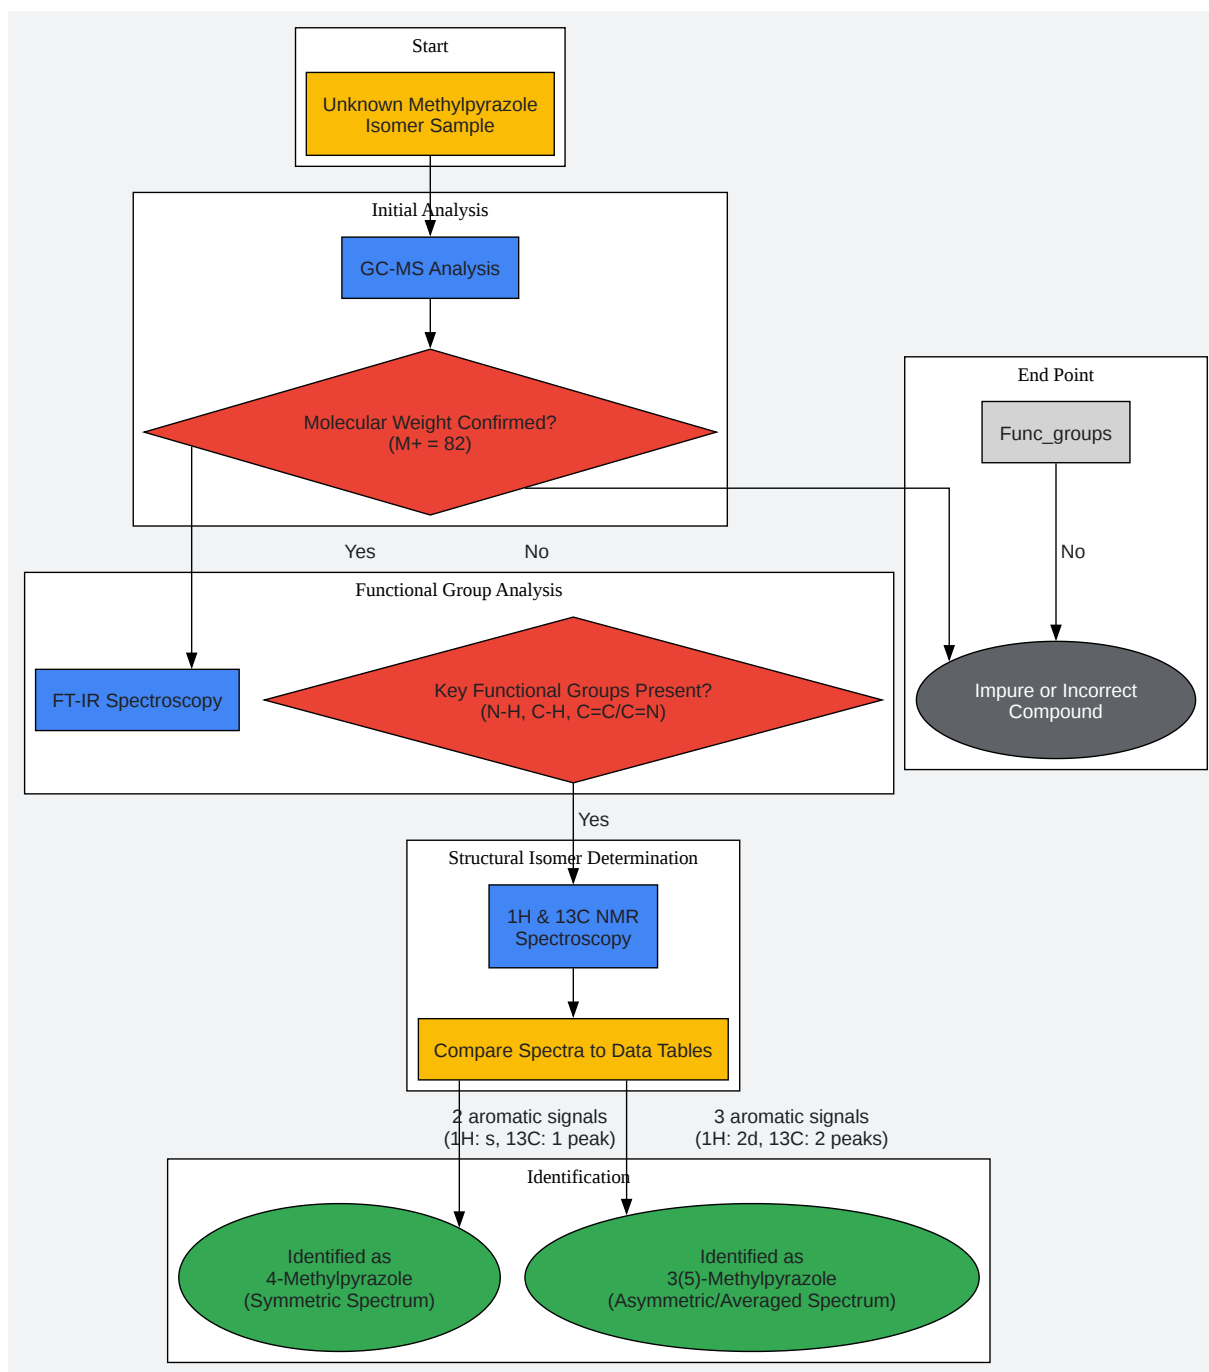 Start
Unknown Methylpyrazole
Isomer Sample
Initial Analysis
GC-MS Analysis
Molecular Weight Confirmed?
(M+ = 82)
End Point
Func_groups
No
Impure or Incorrect
Compound
Yes
No
Functional Group Analysis
FT-IR Spectroscopy
Key Functional Groups Present?
(N-H, C-H, C=C/C=N)
Yes
Structural Isomer Determination
1H & 13C NMR
Spectroscopy
Compare Spectra to Data Tables
2 aromatic signals
(1H: s, 13C: 1 peak)
3 aromatic signals
(1H: 2d, 13C: 2 peaks)
Identification
Identified as
4-Methylpyrazole
(Symmetric Spectrum)
Identified as
3(5)-Methylpyrazole
(Asymmetric/Averaged Spectrum)